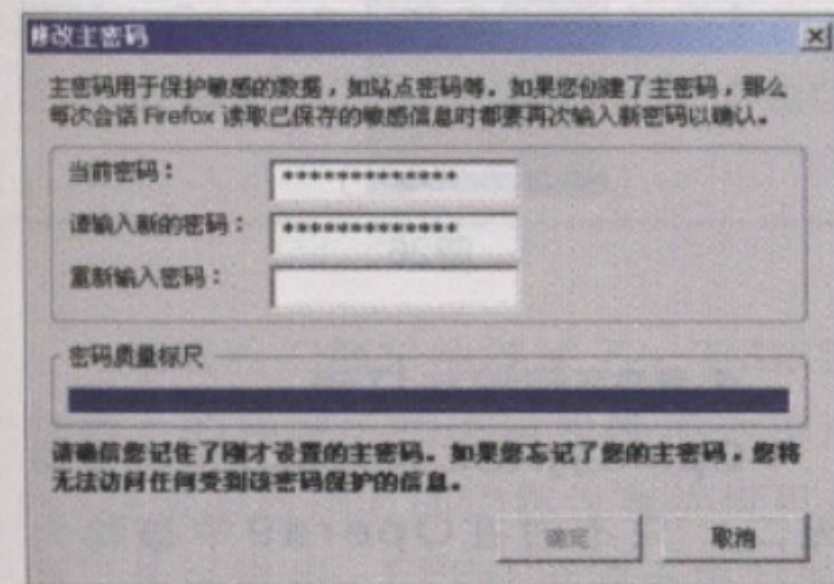 修改主密码
主密码用于保护敏感的数据，如站点密码等。如果您创建了主密码，那么
每次会话 Firefox 读取已保存的敏感信息时都要再次输入新密码以确认。
当前密码： *************
请输入新的密码： *************
重新输入密码：
密码质量标尺
请确信您记住了刚才设置的主密码。如果您忘记了您的主密码，您将
无法访问任何受到该密码保护的信息。
确定 取消